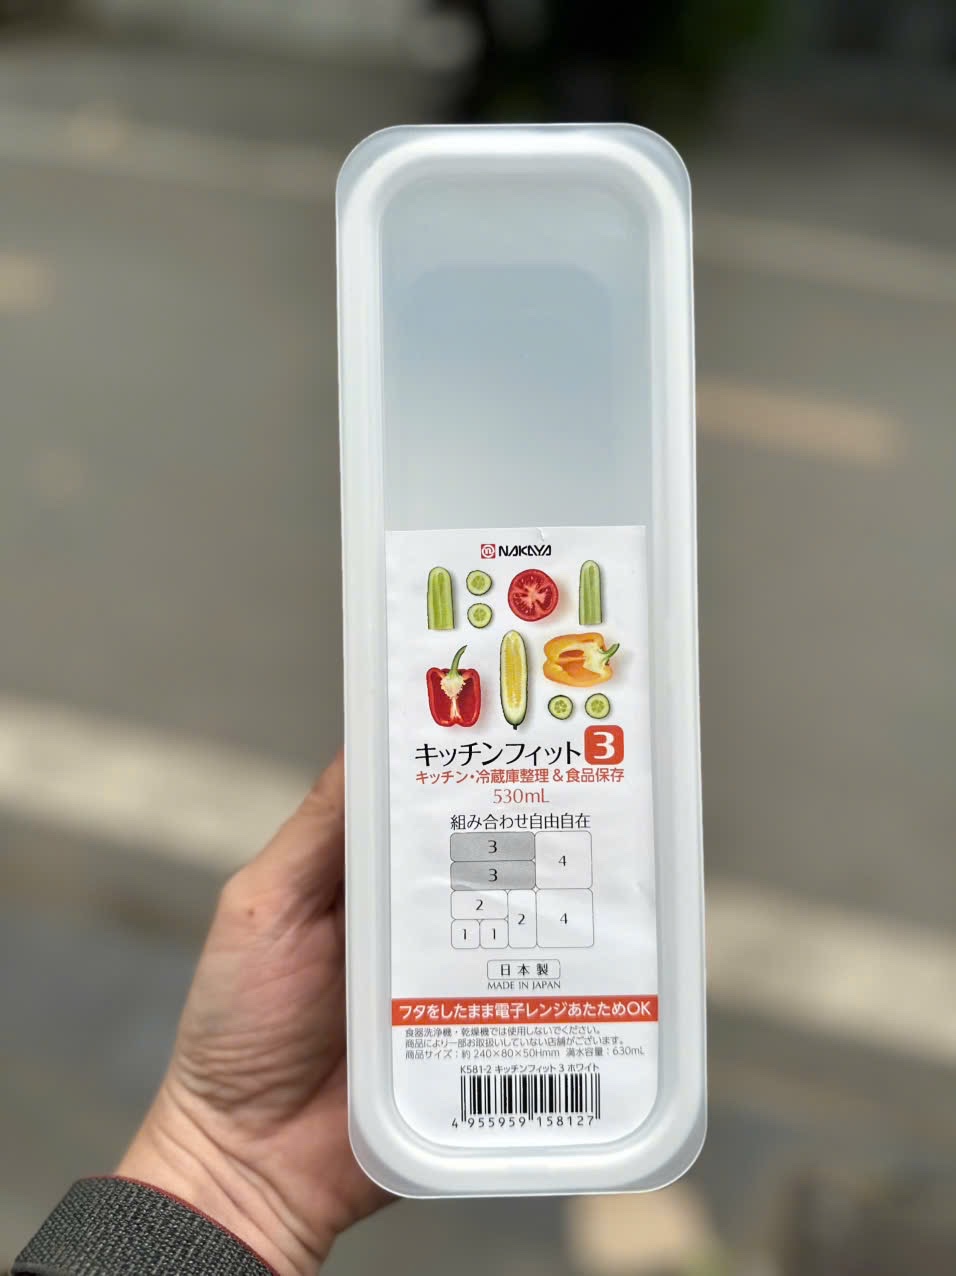 NAKAYA
キッチンフィット3
キッチン・冷蔵庫整理&食品保存
530mL
組み合わせ自由自在
3
4
3
2
2
4
1 1
日本製
MADE IN JAPAN
フタをしたまま電子レンジあたためOK
食器洗浄機・乾燥機では使用しないでください。
商品により一部お取扱いしていない店舗がございます。
商品サイズ:約240×80×50Hmm 満水容量:630mL
K581-2 キッチンフィット3 ホワイト
4 955959 158127